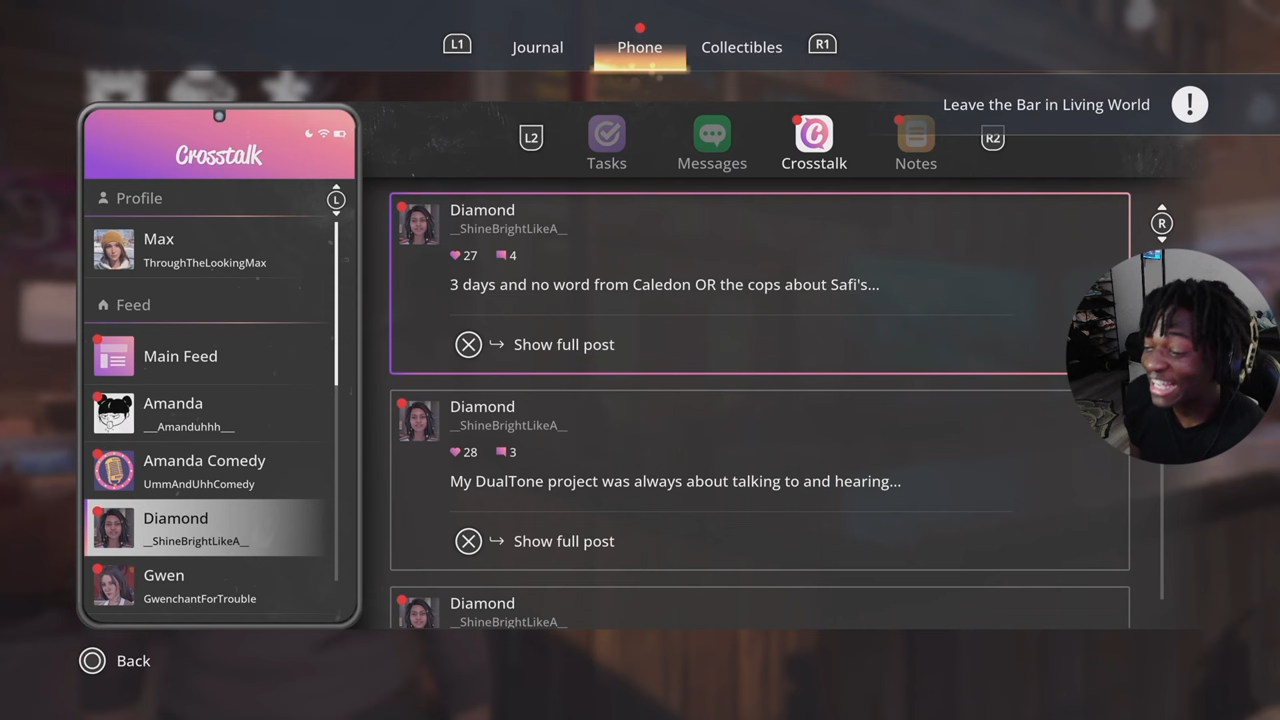 L1
Journal
Phone
Collectibles
R1
Leave the Bar in Living World
!
Crosstalk
L2
Tasks
Messages
Crosstalk
Notes
R2
Profile
L
Max
ThroughTheLookingMax
Feed
Main Feed
Amanda
___Amanduhhh___
Amanda Comedy
UmmAndUhhComedy
Diamond
__ShineBrightLikeA__
Gwen
GwenchantForTrouble
Diamond
__ShineBrightLikeA__
27 4
3 days and no word from Caledon OR the cops about Safi's...
Show full post
R
Diamond
__ShineBrightLikeA__
28 3
My DualTone project was always about talking to and hearing...
Show full post
Diamond
__ShineBrightLikeA__
Back